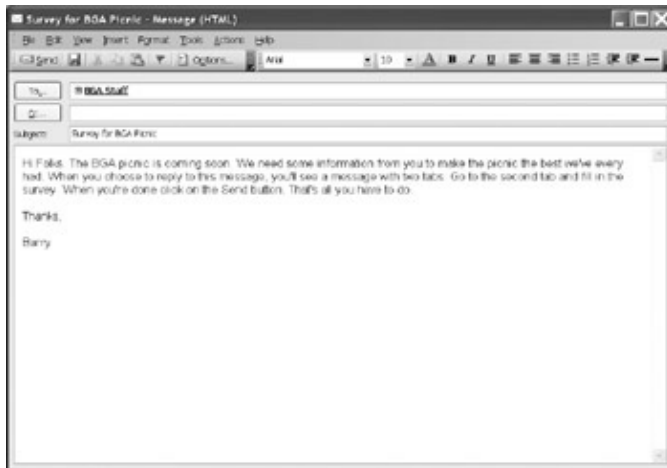 Survey for BGA Picnic - Message (HTML)
File Edit View Insert Format Tools Actions Help
Send Options... Arial 10 A B I U
To... BGA Staff
Cc...
Subject: Survey for BGA Picnic
Hi Folks. The BGA picnic is coming soon. We need some information from you to make the picnic the best we've every
had. When you choose to reply to this message, you'll see a message with two tabs. Go to the second tab and fill in the
survey. When you're done click on the Send button. That's all you have to do.
Thanks,
Barry